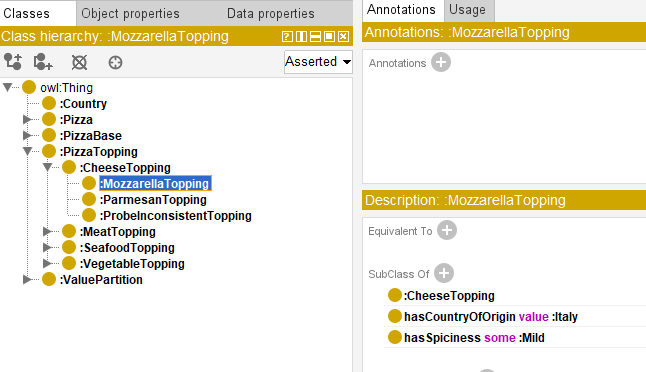 Classes
Object properties
Data properties
Class hierarchy: :MozzarellaTopping
Asserted
owl:Thing
:Country
:Pizza
:PizzaBase
:PizzaTopping
:CheeseTopping
:MozzarellaTopping
:ParmesanTopping
:ProbeInconsistentTopping
:MeatTopping
:SeafoodTopping
:VegetableTopping
:ValuePartition
Annotations
Usage
Annotations: :MozzarellaTopping
Annotations
Description: :MozzarellaTopping
Equivalent To
SubClass Of
:CheeseTopping
hasCountryOfOrigin value :Italy
hasSpiciness some :Mild